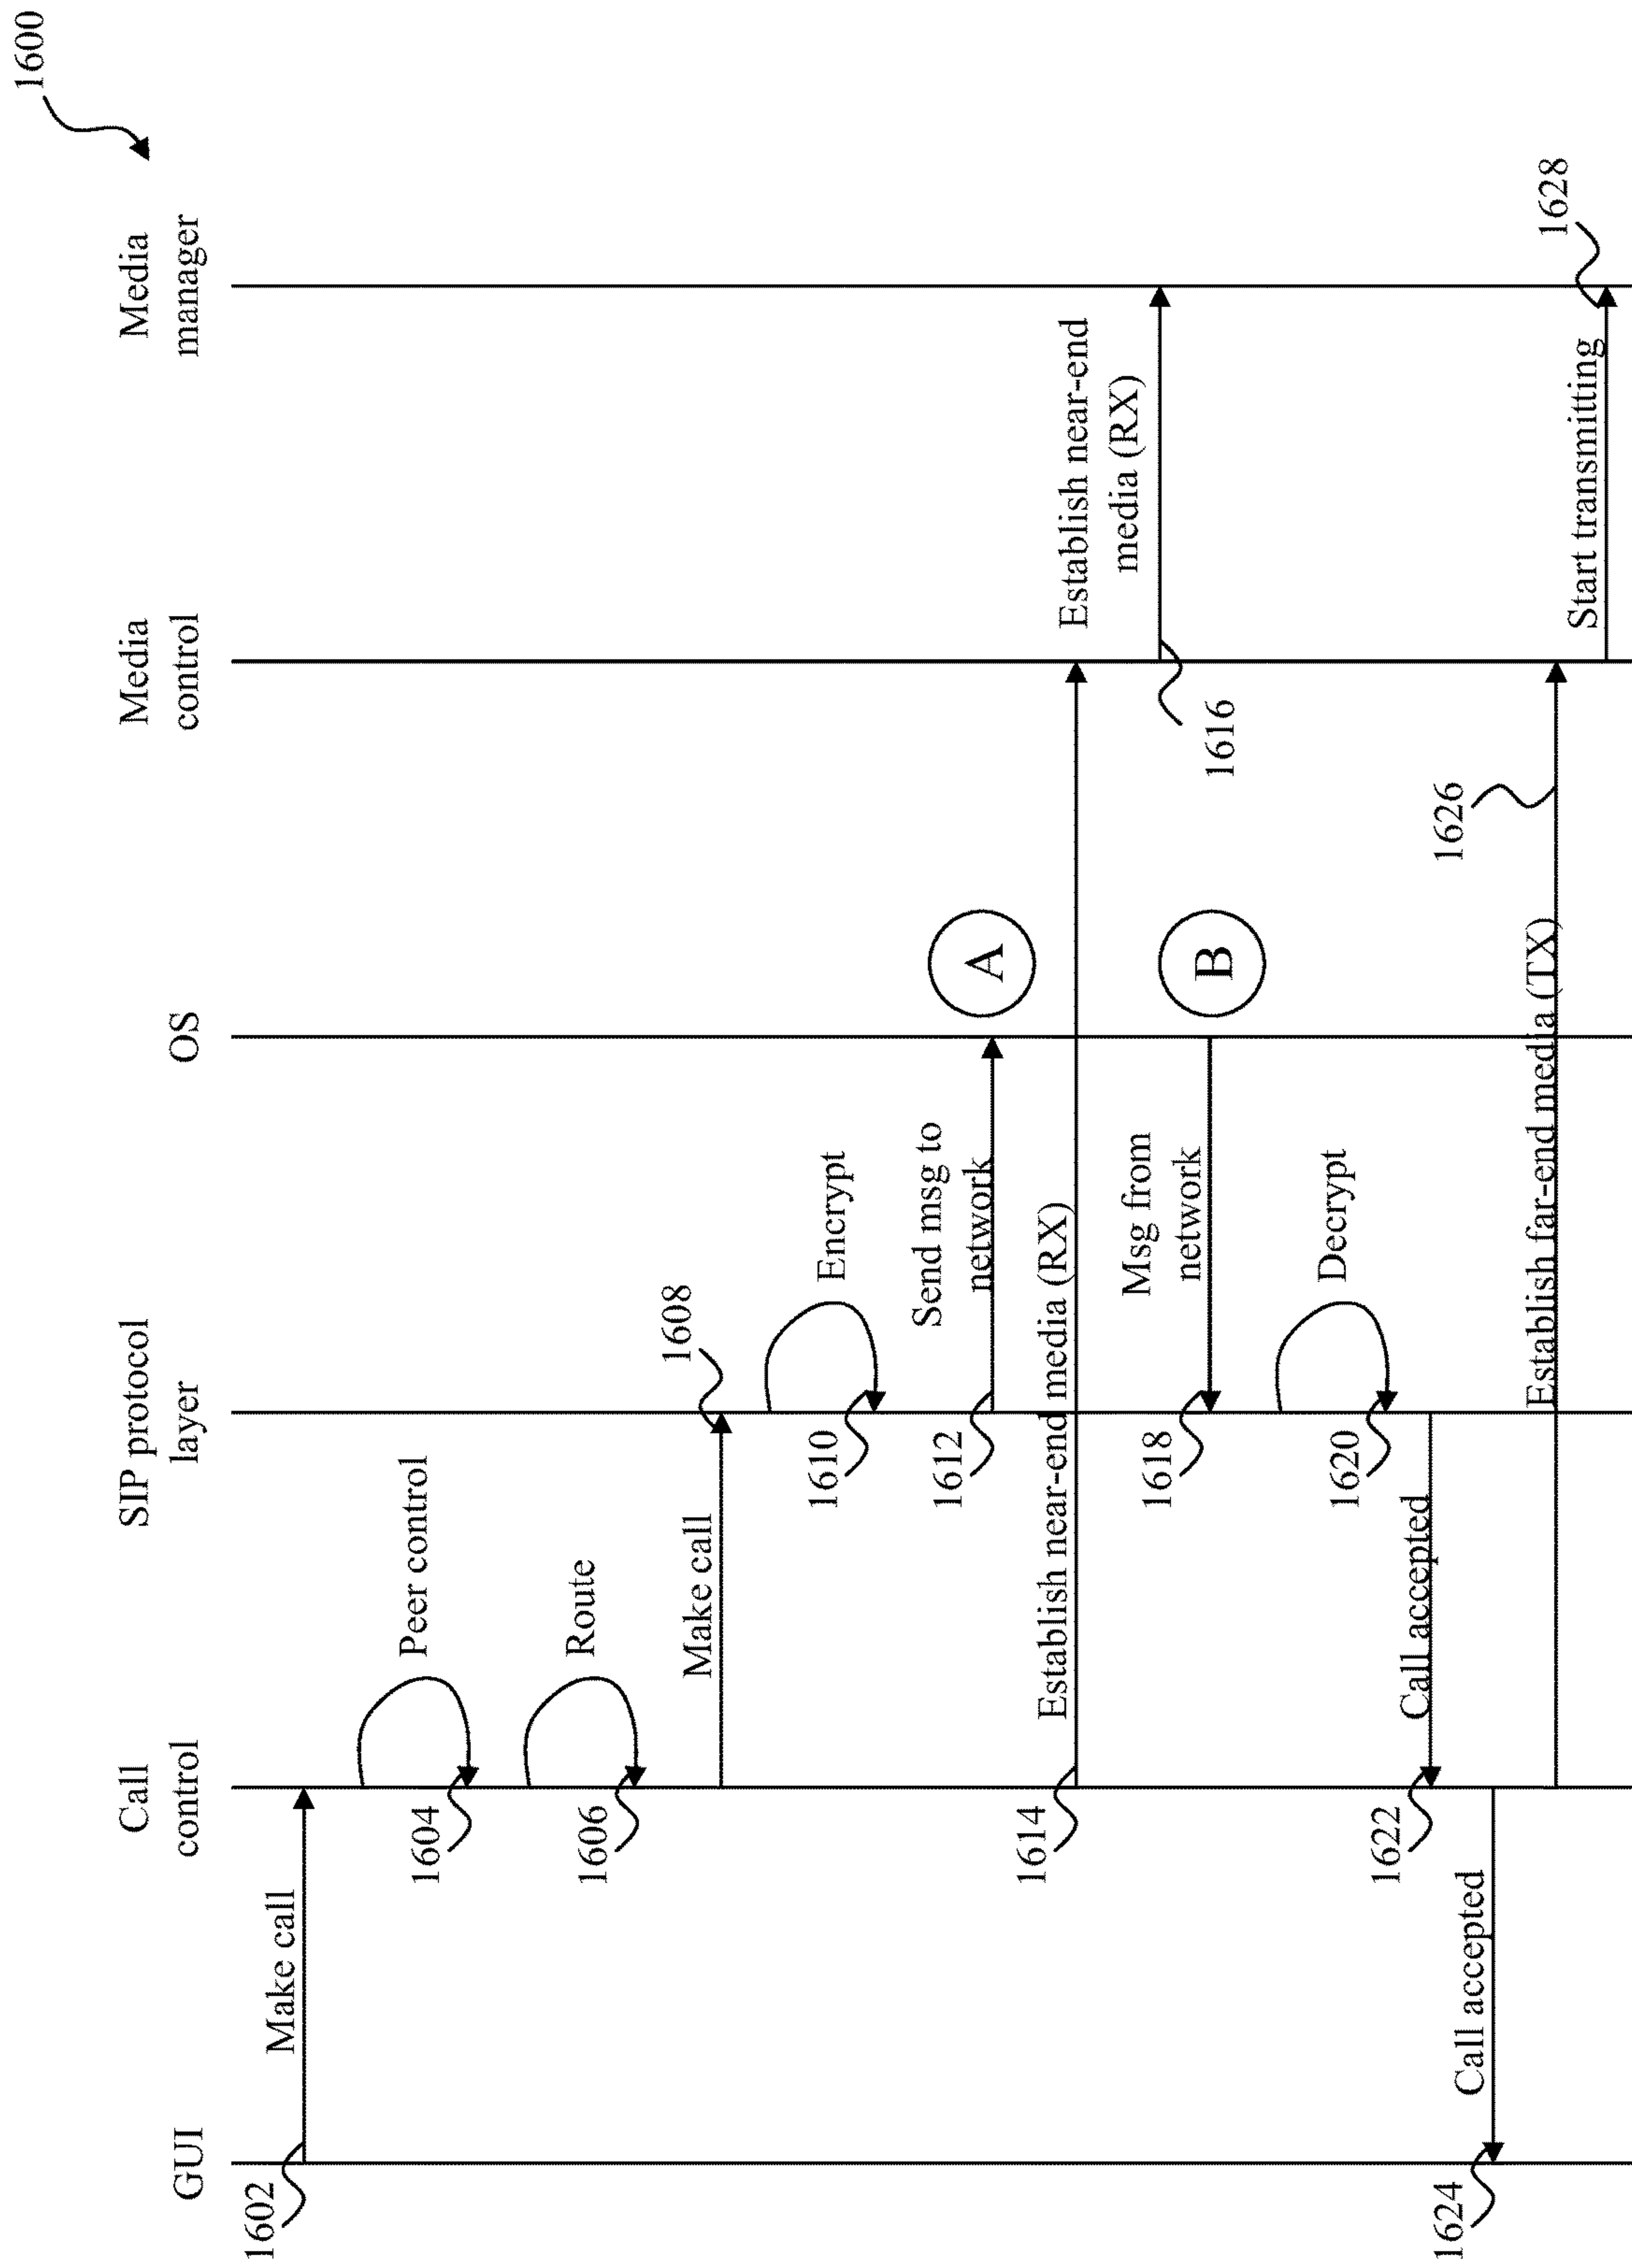 1600
GUI
Call
control
SIP protocol
layer
OS
Media
control
Media
manager
1602
Make call
1604
Peer control
1606
Route
Make call
1608
1610
Encrypt
1612
Send msg to
network
A
1614
Establish near-end media (RX)
Establish near-end
media (RX)
1616
1618
Msg from
network
B
1620
Decrypt
1622
Call accepted
1624
Call accepted
Establish far-end media (TX)
1626
Start transmitting
1628